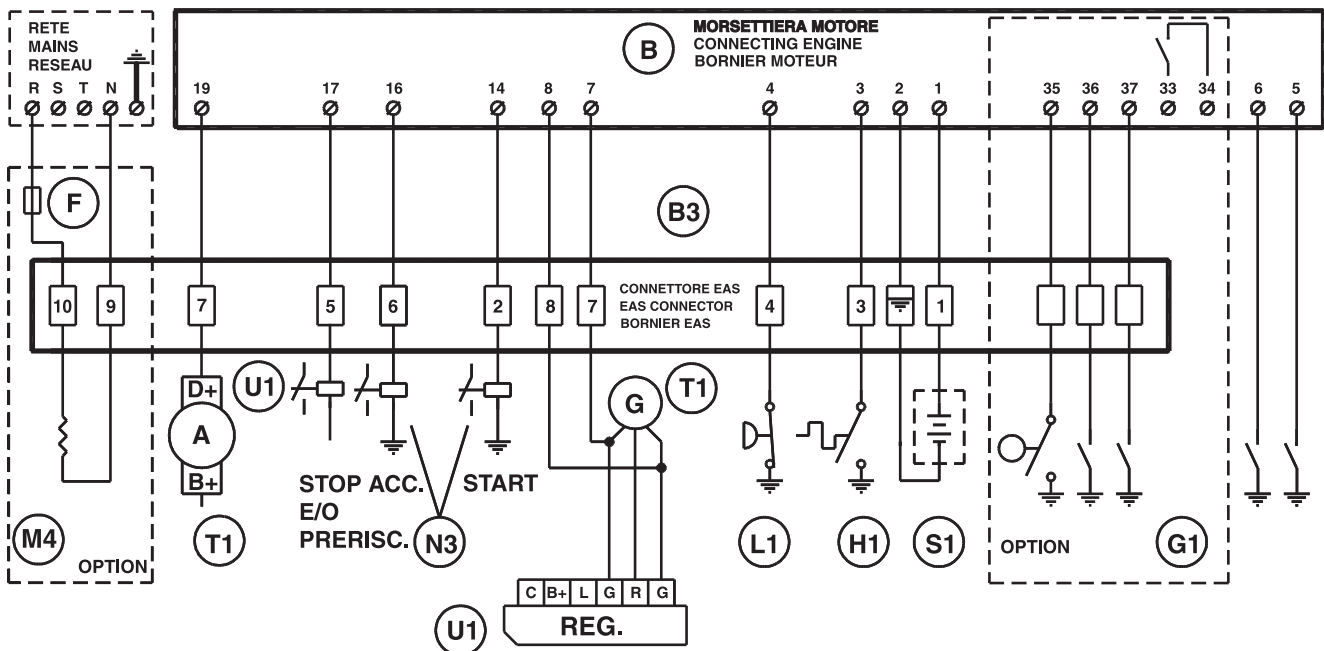 RETE
MAINS
RESEAU
R S T N
B
MORSETTIERA MOTORE
CONNECTING ENGINE
BORNIER MOTEUR
19 17 16 14 8 7 4 3 2 1 35 36 37 33 34 6 5
F
B3
10 9 7 5 6 2 8 7
CONNETTORE EAS
EAS CONNECTOR
BORNIER EAS
4 3 1
D+
A
B+
U1
G
T1
STOP ACC.
E/O
PRERISC.
START
N3
M4
OPTION
T1
L1
H1
S1
OPTION
G1
C B+ L G R G
REG.
U1